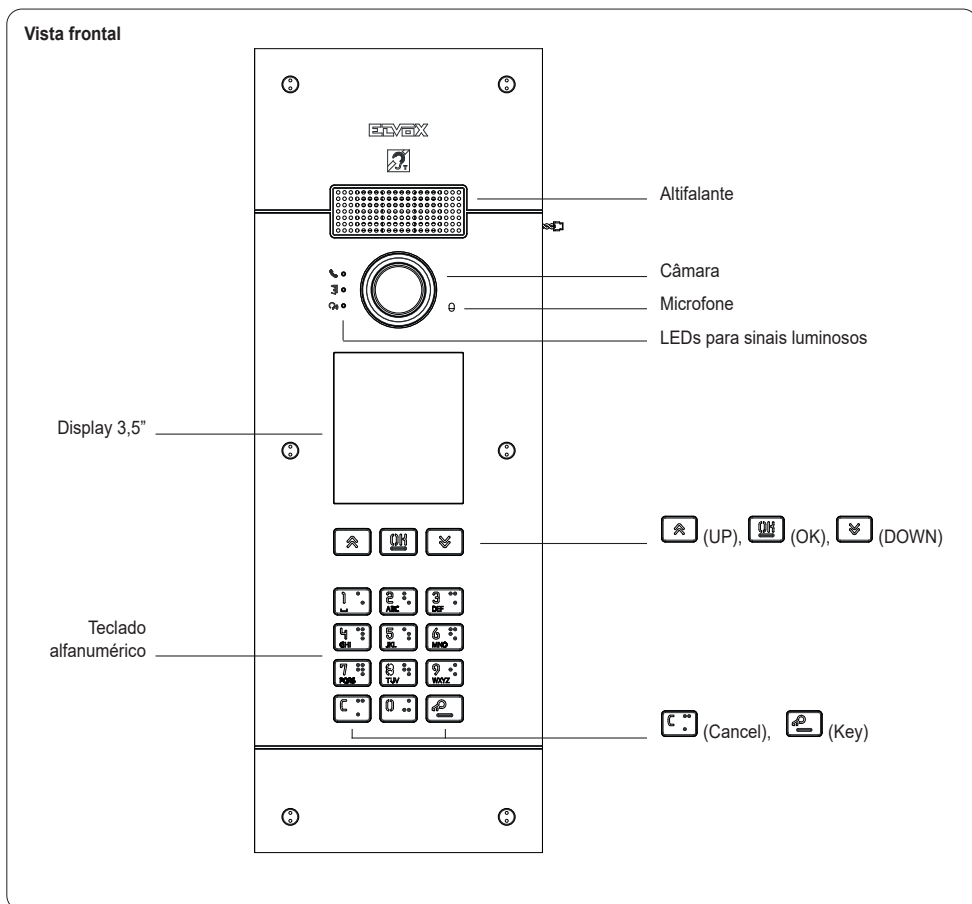 Vista frontal
ELVOX
T
Altifalante
Câmara
Microfone
LEDs para sinais luminosos
Display 3,5”
OK
OK (UP), (OK), (DOWN)
1 2 ABC 3 DEF
Teclado
alfanumérico
4 GHI 5 JKL 6 MNO
7 PQRS 8 TUV 9 WXYZ
C 0
C (Cancel), (Key)